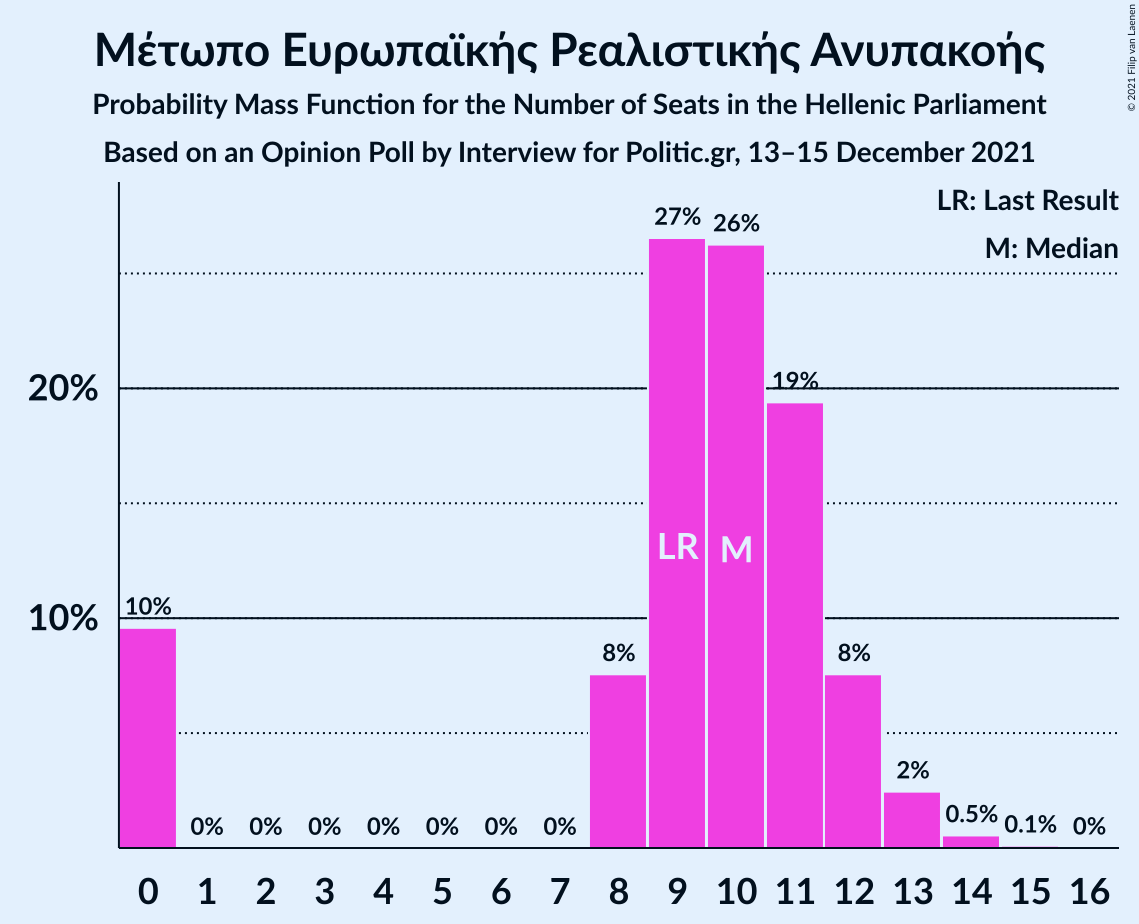 Μέτωπο Ευρωπαϊκής Ρεαλιστικής Ανυπακοής
Probability Mass Function for the Number of Seats in the Hellenic Parliament
Based on an Opinion Poll by Interview for Politic.gr, 13–15 December 2021
© 2021 Filip van Laenen
LR: Last Result
M: Median
27%
26%
20%
19%
LR
M
10%
10%
8%
8%
2%
0%
0%
0%
0%
0%
0%
0%
0.5%
0.1%
0%
0 1 2 3 4 5 6 7 8 9 10 11 12 13 14 15 16